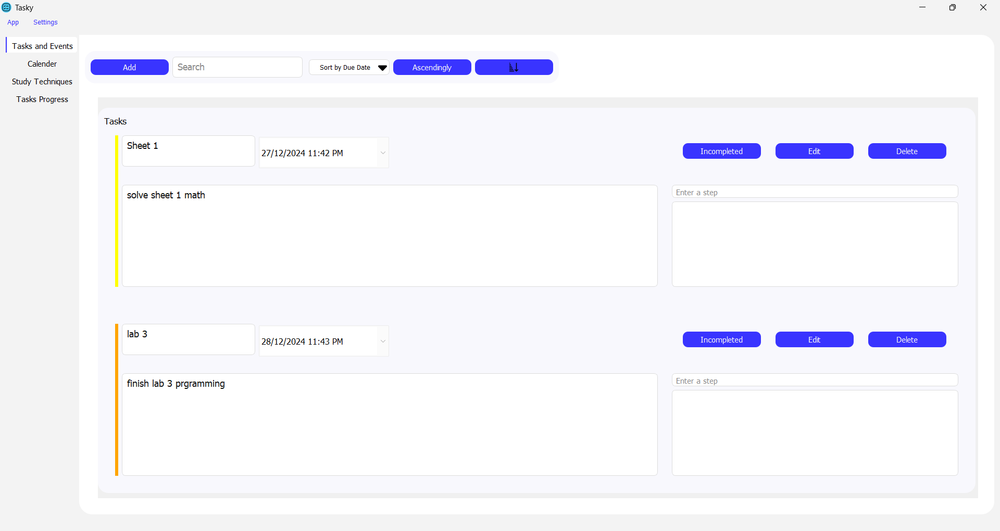 Tasky
App Settings
Tasks and Events
Calender
Study Techniques
Tasks Progress
Add Search Sort by Due Date Ascendingly
Tasks
Sheet 1 27/12/2024 11:42 PM Incompleted Edit Delete
solve sheet 1 math
Enter a step
lab 3 28/12/2024 11:43 PM Incompleted Edit Delete
finish lab 3 prgramming
Enter a step